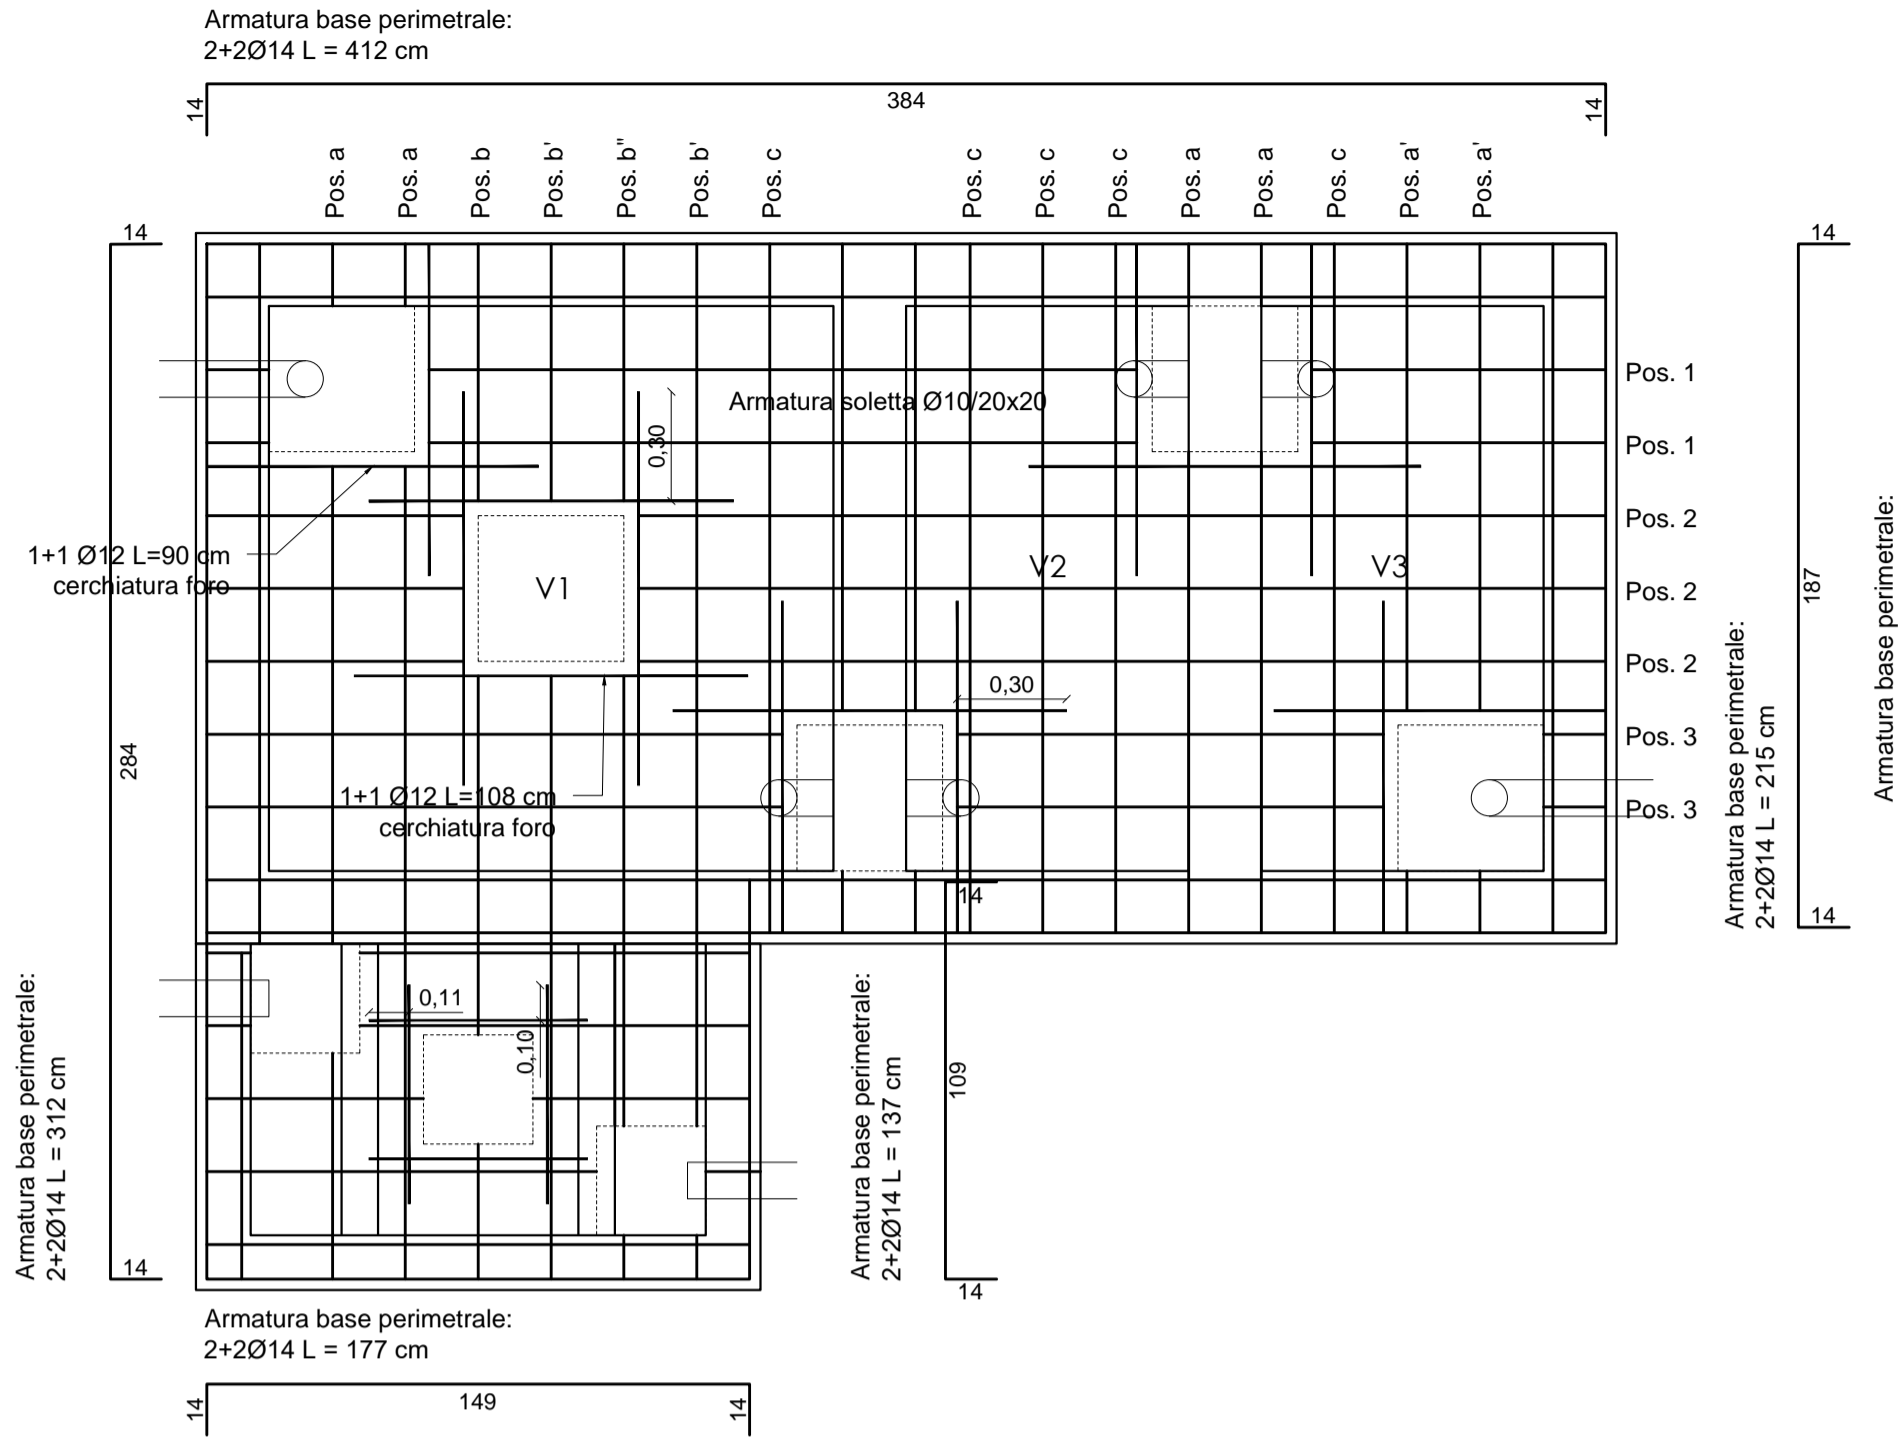 Armatura base perimetrale:
2+2Ø14 L = 412 cm
14
384
14
Pos. a
Pos. a
Pos. b
Pos. b'
Pos. b"
Pos. b'
Pos. c
Pos. c
Pos. c
Pos. c
Pos. a
Pos. a
Pos. c
Pos. a'
Pos. a'
14
14
Pos. 1
Armatura soletta Ø10/20x20
0,30
Pos. 1
Pos. 2
1+1 Ø12 L=90 cm
cerchiatura foro
V1
V2
V3
Pos. 2
187
Armatura base perimetrale:
Pos. 2
0,30
Armatura base perimetrale:
2+2Ø14 L = 215 cm
284
Pos. 3
1+1 Ø12 L=108 cm
cerchiatura foro
Pos. 3
14
14
0,11
0,10
Armatura base perimetrale:
2+2Ø14 L = 312 cm
Armatura base perimetrale:
2+2Ø14 L = 137 cm
109
14
14
Armatura base perimetrale:
2+2Ø14 L = 177 cm
14
149
14